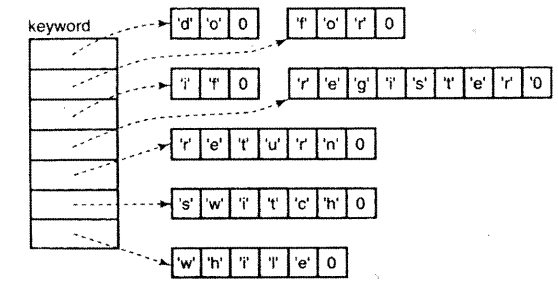 'd' 'o' 0 'f' 'o' 'r' 0
keyword
'i' 'f' 0 'r' 'e' 'g' 'i' 's' 't' 'e' 'r' '0
'r' 'e' 't' 'u' 'r' 'n' 0
's' 'w' 'i' 't' 'c' 'h' 0
'w' 'h' 'i' 'l' 'e' 0